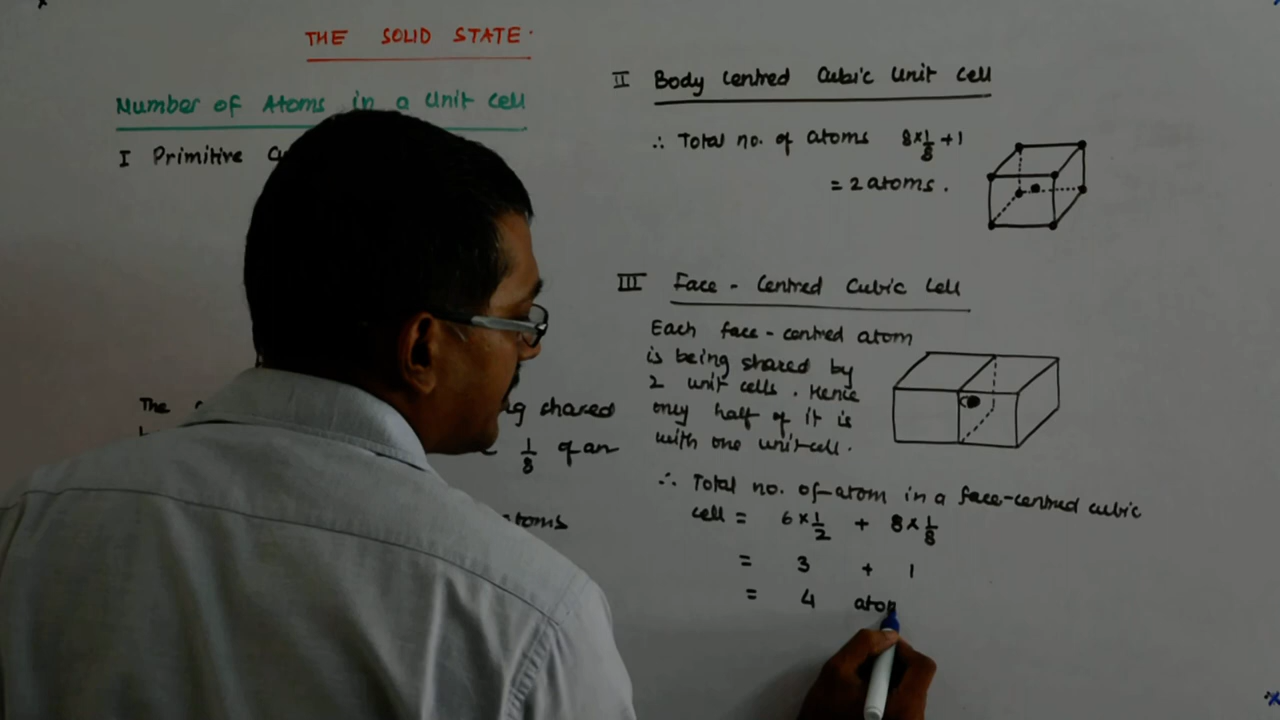 THE SOLID STATE.
Number of Atoms in a Unit cell
I Primitive
The
ng shared
1/8 of an
atoms
II Body Centred Cubic Unit Cell
∴ Total no. of atoms 8×1/8+1
= 2 atoms.
III Face - Centred Cubic Cell
Each face-centred atom
is being shared by
2 unit cells. Hence
only half of it is
with one unitcell.
∴ Total no. of atom in a face-centred cubic
cell = 6×1/2 + 8×1/8
= 3 + 1
= 4 atom